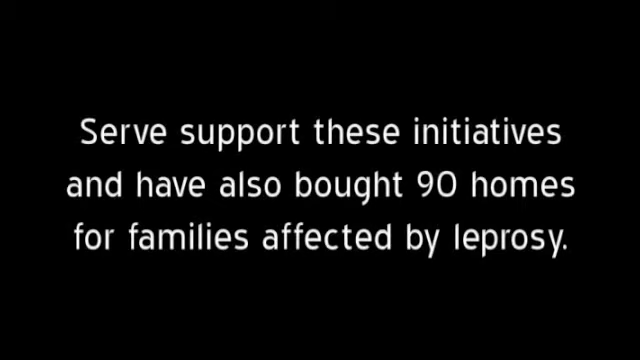 Serve support these initiatives
and have also bought 90 homes
for families affected by leprosy.